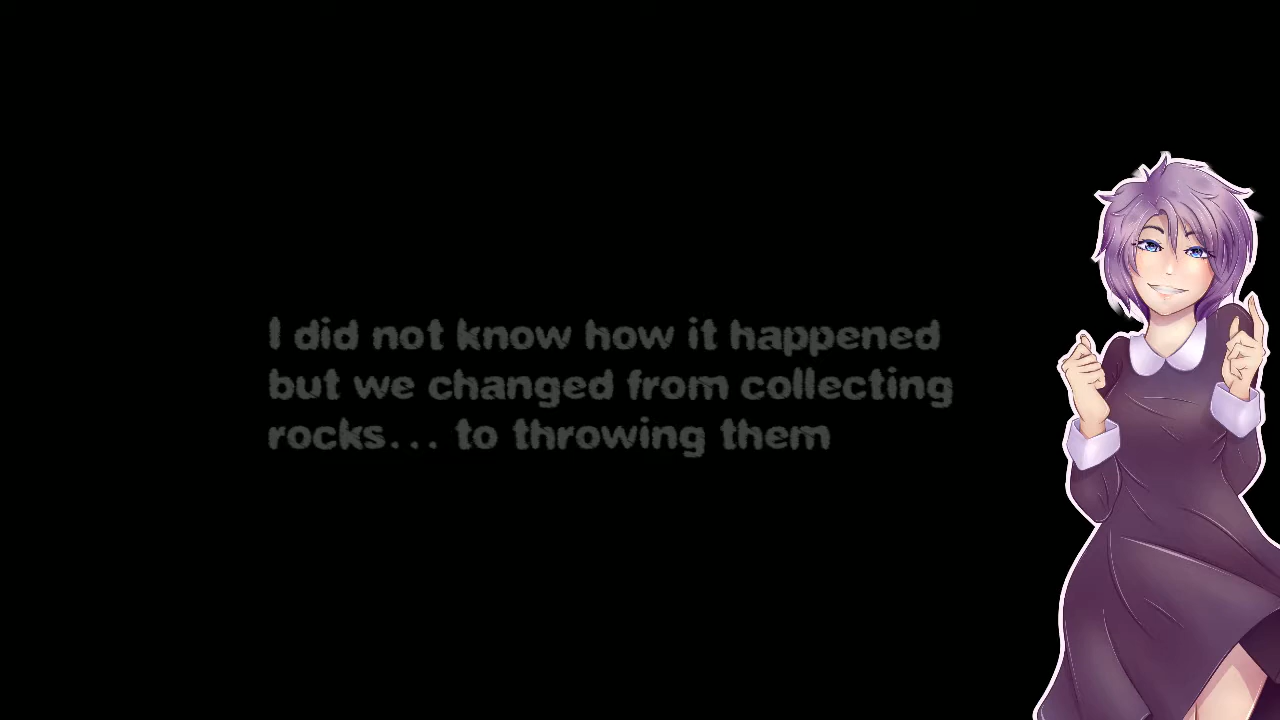 I did not know how it happened
but we changed from collecting
rocks... to throwing them